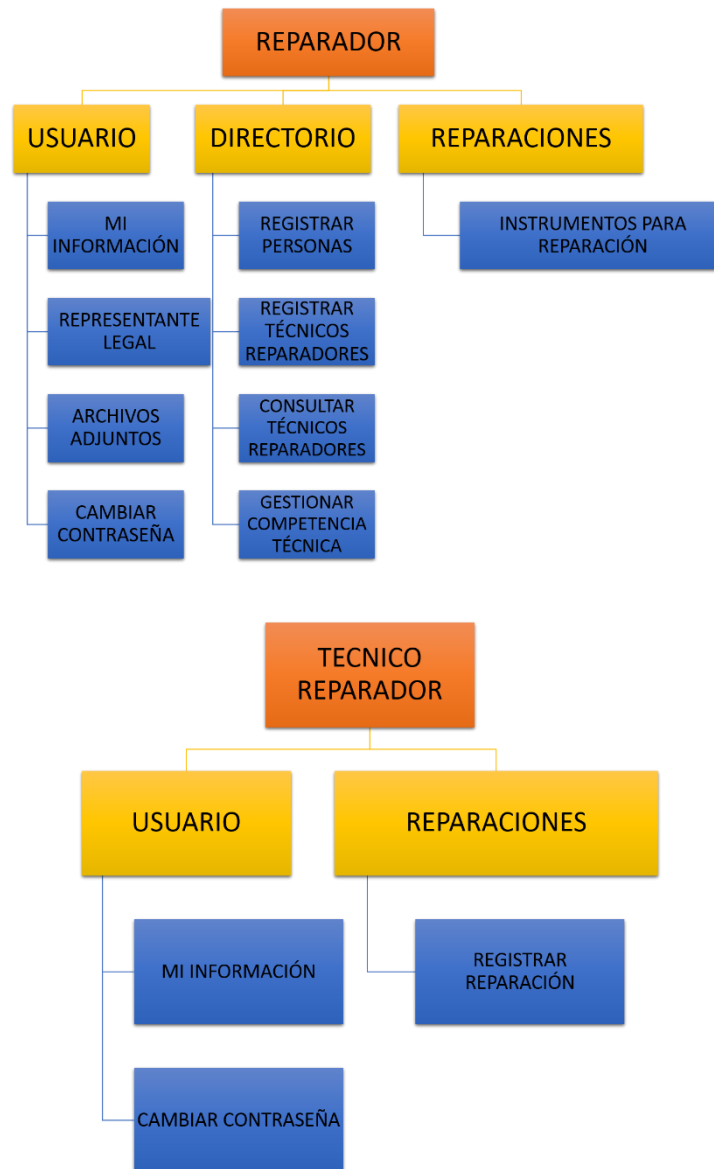 REPARADOR
USUARIO
DIRECTORIO
REPARACIONES
MI
INFORMACIÓN
REPRESENTANTE
LEGAL
ARCHIVOS
ADJUNTOS
CAMBIAR
CONTRASEÑA
REGISTRAR
PERSONAS
REGISTRAR
TÉCNICOS
REPARADORES
CONSULTAR
TÉCNICOS
REPARADORES
GESTIONAR
COMPETENCIA
TÉCNICA
INSTRUMENTOS PARA
REPARACIÓN
TECNICO
REPARADOR
USUARIO
REPARACIONES
MI INFORMACIÓN
CAMBIAR CONTRASEÑA
REGISTRAR
REPARACIÓN